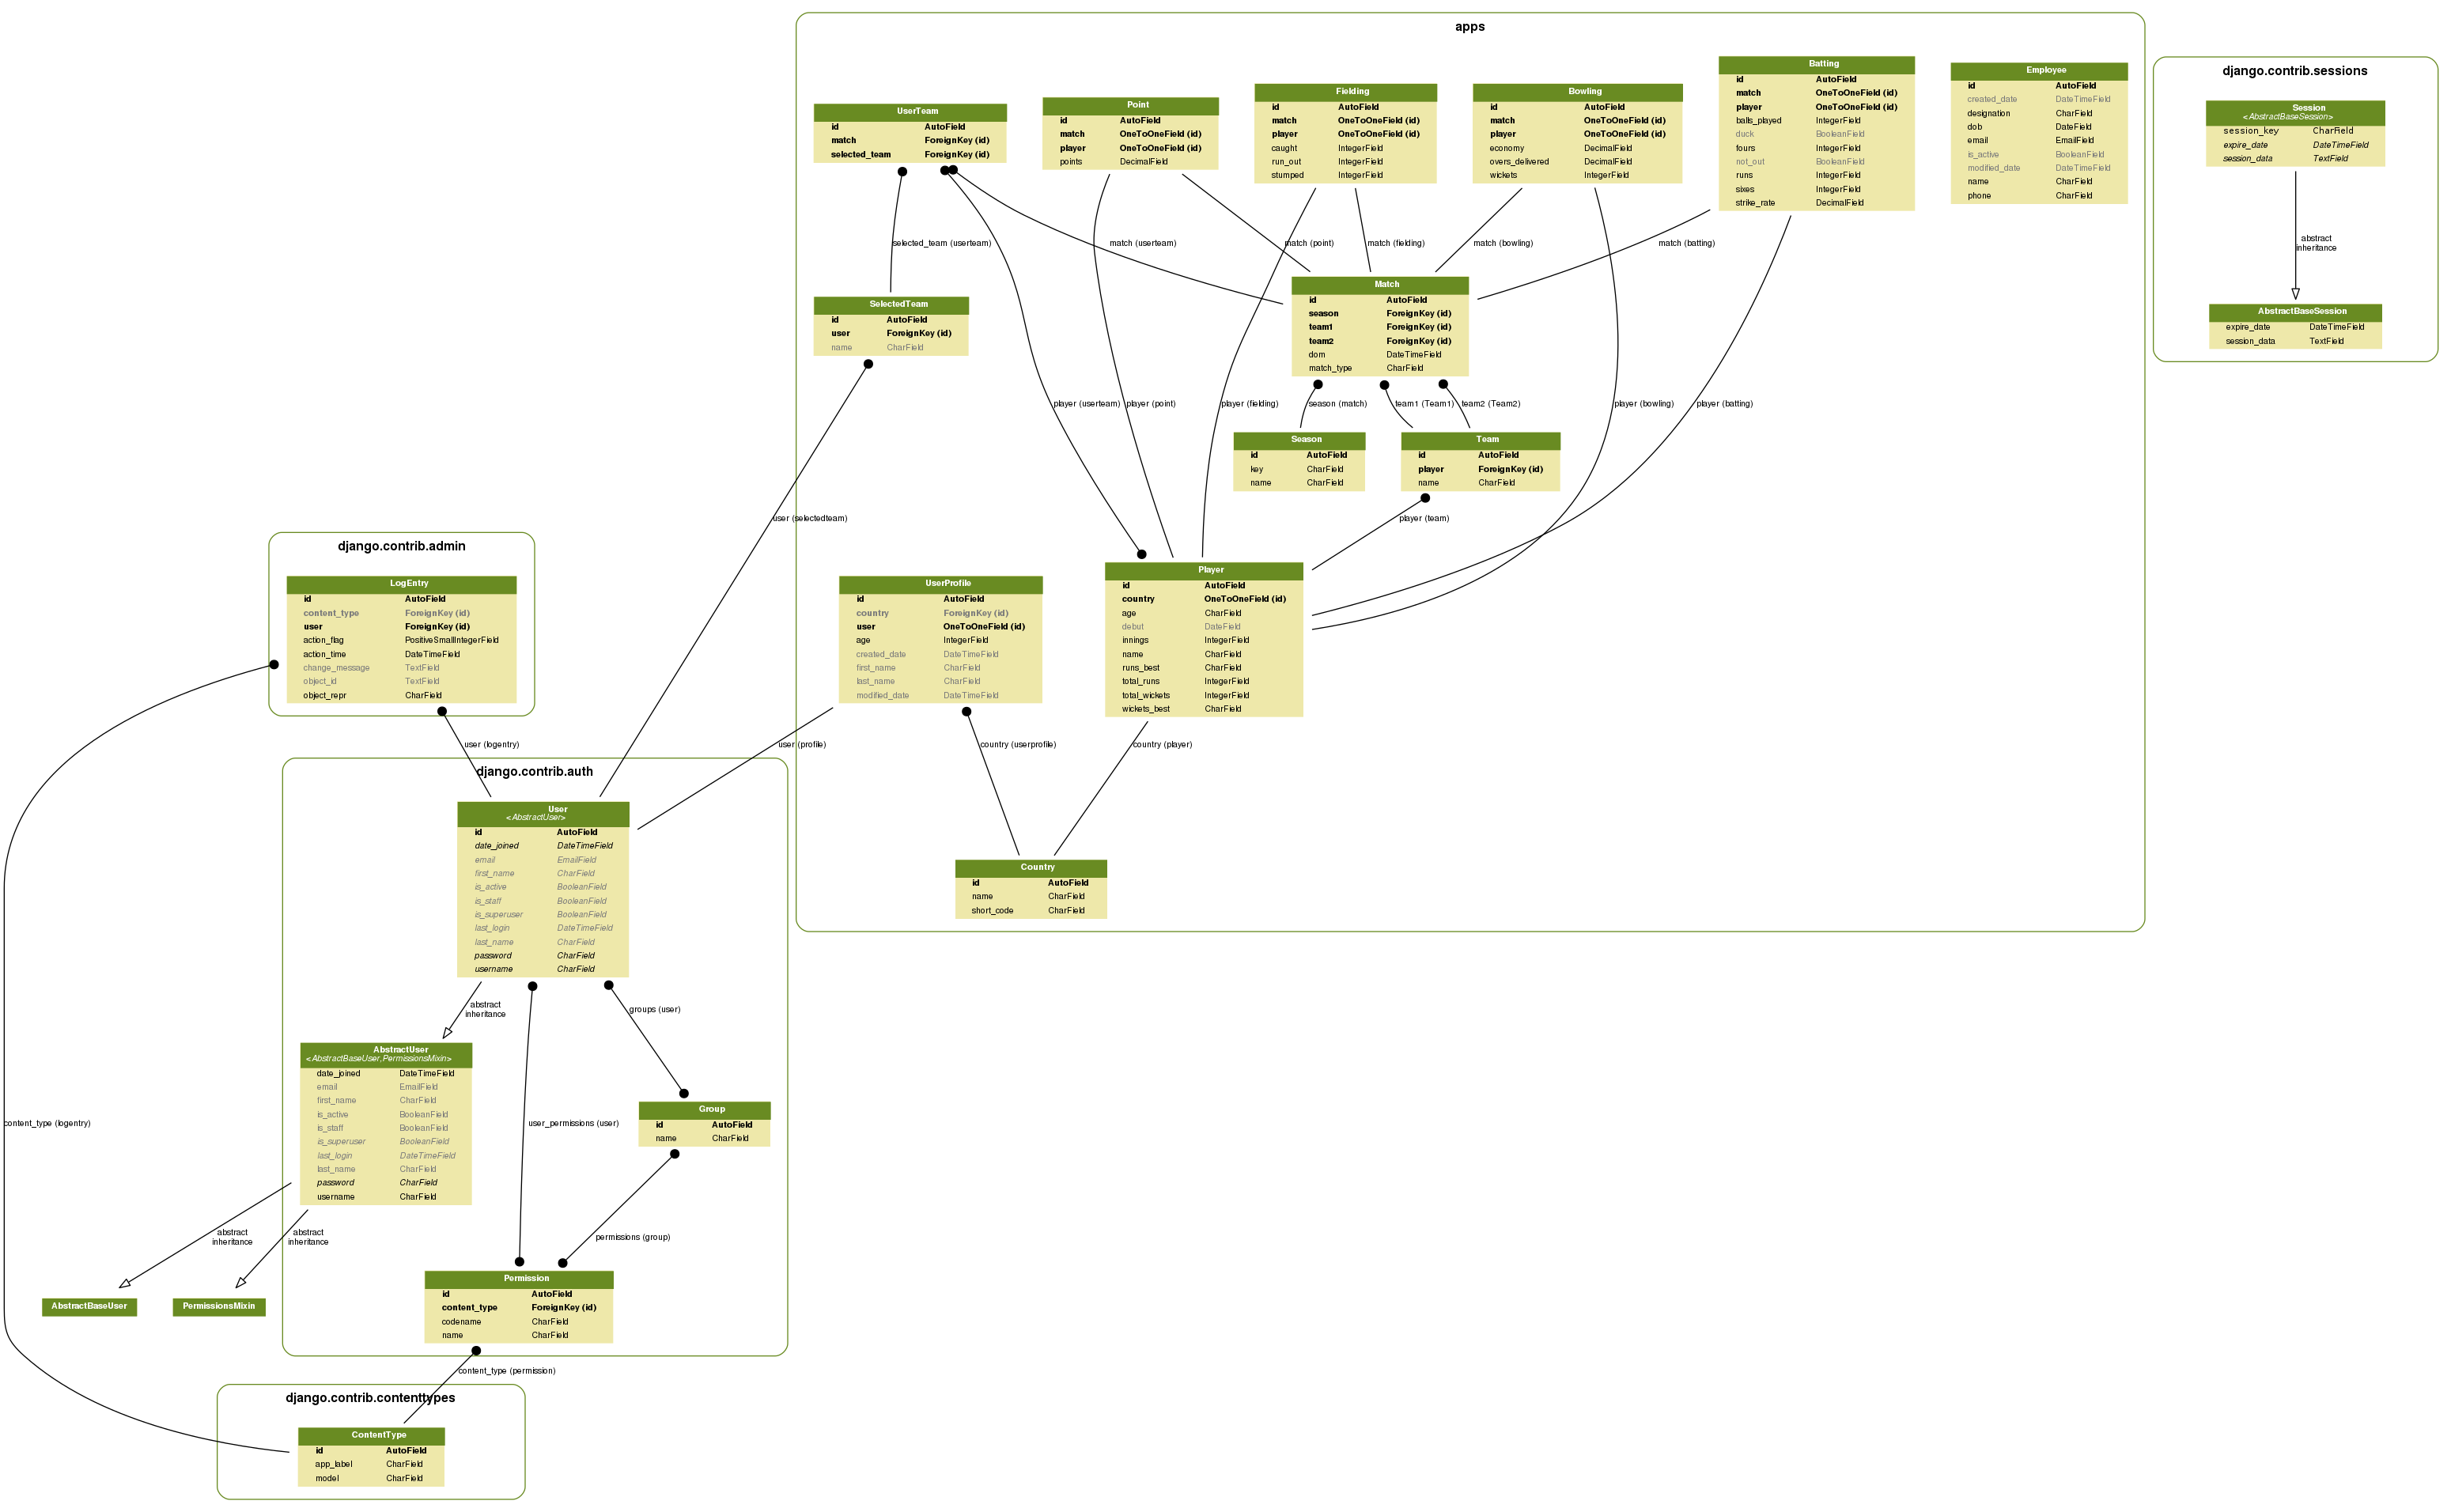 apps
UserTeam
id AutoField
match ForeignKey (id)
selected_team ForeignKey (id)
Point
id AutoField
match OneToOneField (id)
player OneToOneField (id)
points DecimalField
Fielding
id AutoField
match OneToOneField (id)
player OneToOneField (id)
caught IntegerField
run_out IntegerField
stumped IntegerField
Bowling
id AutoField
match OneToOneField (id)
player OneToOneField (id)
economy DecimalField
overs_delivered DecimalField
wickets IntegerField
Batting
id AutoField
match OneToOneField (id)
player OneToOneField (id)
balls_played IntegerField
duck BooleanField
fours IntegerField
not_out BooleanField
runs IntegerField
sixes IntegerField
strike_rate DecimalField
Employee
id AutoField
created_date DateTimeField
designation CharField
dob DateField
email EmailField
is_active BooleanField
modified_date DateTimeField
name CharField
phone CharField
django.contrib.sessions
Session
<AbstractBaseSession>
session_key CharField
expire_date DateTimeField
session_data TextField
abstract
inheritance
AbstractBaseSession
expire_date DateTimeField
session_data TextField
selected_team (userteam)
match (userteam)
match (point)
match (fielding)
match (bowling)
match (batting)
SelectedTeam
id AutoField
user ForeignKey (id)
name CharField
Match
id AutoField
season ForeignKey (id)
team1 ForeignKey (id)
team2 ForeignKey (id)
dom DateTimeField
match_type CharField
player (userteam)
player (point)
player (fielding)
season (match)
team1 (Team1)
team2 (Team2)
player (bowling)
player (batting)
Season
id AutoField
key CharField
name CharField
Team
id AutoField
player ForeignKey (id)
name CharField
user (selectedteam)
player (team)
django.contrib.admin
LogEntry
id AutoField
content_type ForeignKey (id)
user ForeignKey (id)
action_flag PositiveSmallIntegerField
action_time DateTimeField
change_message TextField
object_id TextField
object_repr CharField
UserProfile
id AutoField
country ForeignKey (id)
user OneToOneField (id)
age IntegerField
created_date DateTimeField
first_name CharField
last_name CharField
modified_date DateTimeField
Player
id AutoField
country OneToOneField (id)
age CharField
debut DateField
innings IntegerField
name CharField
runs_best CharField
total_runs IntegerField
total_wickets IntegerField
wickets_best CharField
user (logentry)
user (profile)
country (userprofile)
country (player)
django.contrib.auth
User
<AbstractUser>
id AutoField
date_joined DateTimeField
email EmailField
first_name CharField
is_active BooleanField
is_staff BooleanField
is_superuser BooleanField
last_login DateTimeField
last_name CharField
password CharField
username CharField
Country
id AutoField
name CharField
short_code CharField
abstract
inheritance
groups (user)
AbstractUser
<AbstractBaseUser,PermissionsMixin>
date_joined DateTimeField
email EmailField
first_name CharField
is_active BooleanField
is_staff BooleanField
is_superuser BooleanField
last_login DateTimeField
last_name CharField
password CharField
username CharField
content_type (logentry)
user_permissions (user)
Group
id AutoField
name CharField
abstract
inheritance
abstract
inheritance
permissions (group)
AbstractBaseUser
PermissionsMixin
Permission
id AutoField
content_type ForeignKey (id)
codename CharField
name CharField
content_type (permission)
django.contrib.contenttypes
ContentType
id AutoField
app_label CharField
model CharField